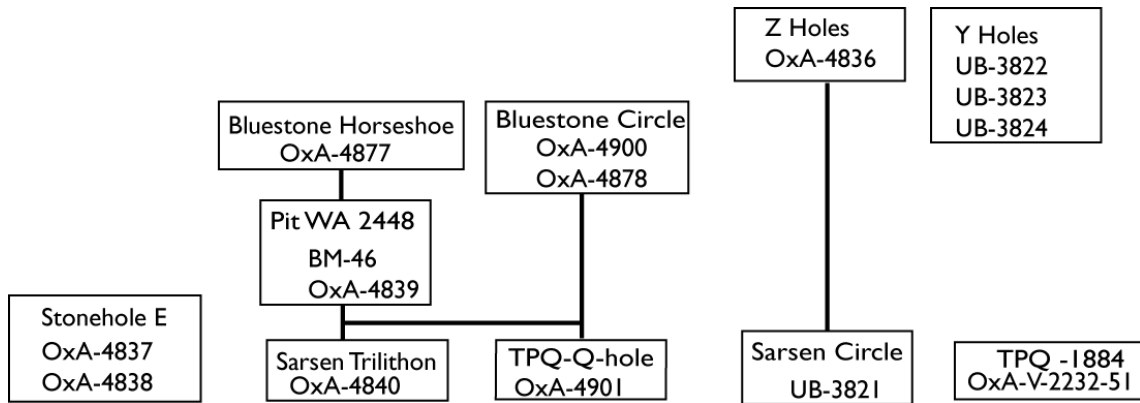 Z Holes
OxA-4836
Y Holes
UB-3822
UB-3823
UB-3824
Bluestone Horseshoe
OxA-4877
Bluestone Circle
OxA-4900
OxA-4878
Pit WA 2448
BM-46
OxA-4839
Stonehole E
OxA-4837
OxA-4838
Sarsen Trilithon
OxA-4840
TPQ-Q-hole
OxA-4901
Sarsen Circle
UB-3821
TPQ -1884
OxA-V-2232-51